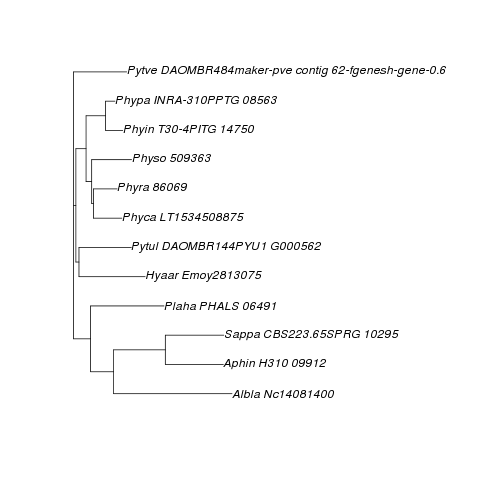 Pytve DAOMBR484maker-pve contig 62-fgenesh-gene-0.6
Phypa INRA-310PPTG 08563
Phyin T30-4PITG 14750
Physo 509363
Phyra 86069
Phyca LT1534508875
Pytul DAOMBR144PYU1 G000562
Hyaar Emoy2813075
Plaha PHALS 06491
Sappa CBS223.65SPRG 10295
Aphin H310 09912
Albla Nc14081400